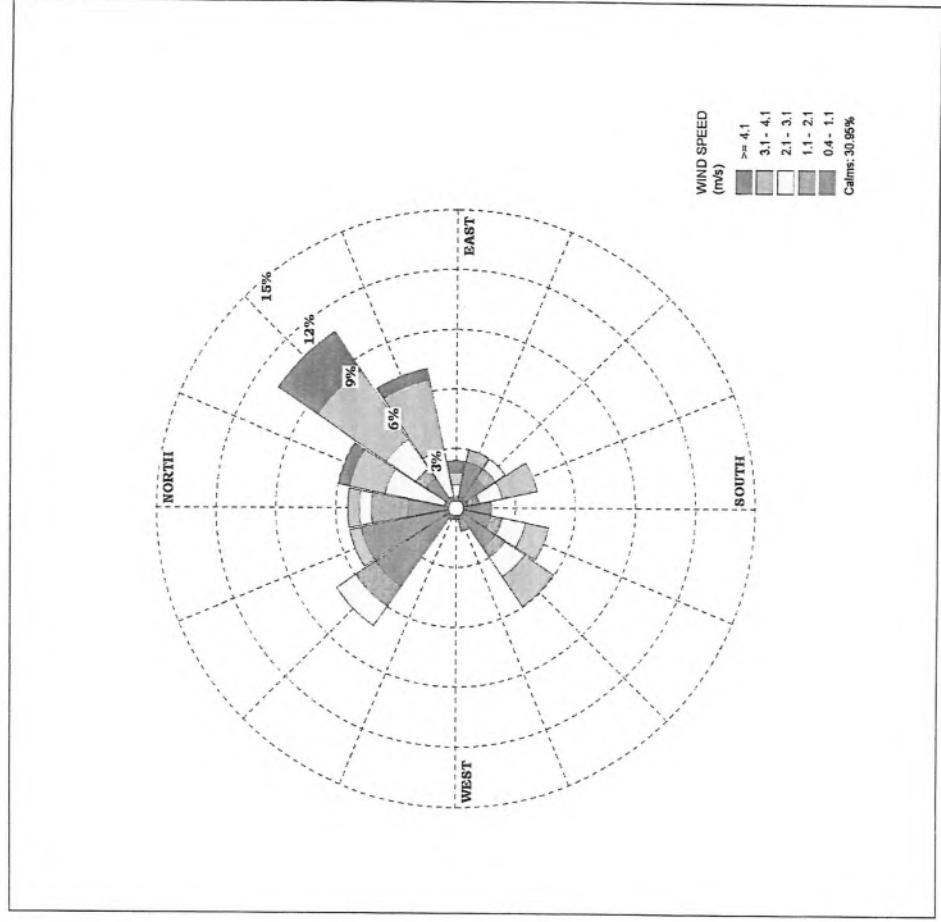 NORTH
15%
12%
9%
6%
3%
EAST
WEST
SOUTH
WIND SPEED
(m/s)
>= 4.1
3.1 - 4.1
2.1 - 3.1
1.1 - 2.1
0.4 - 1.1
Calms: 30.95%